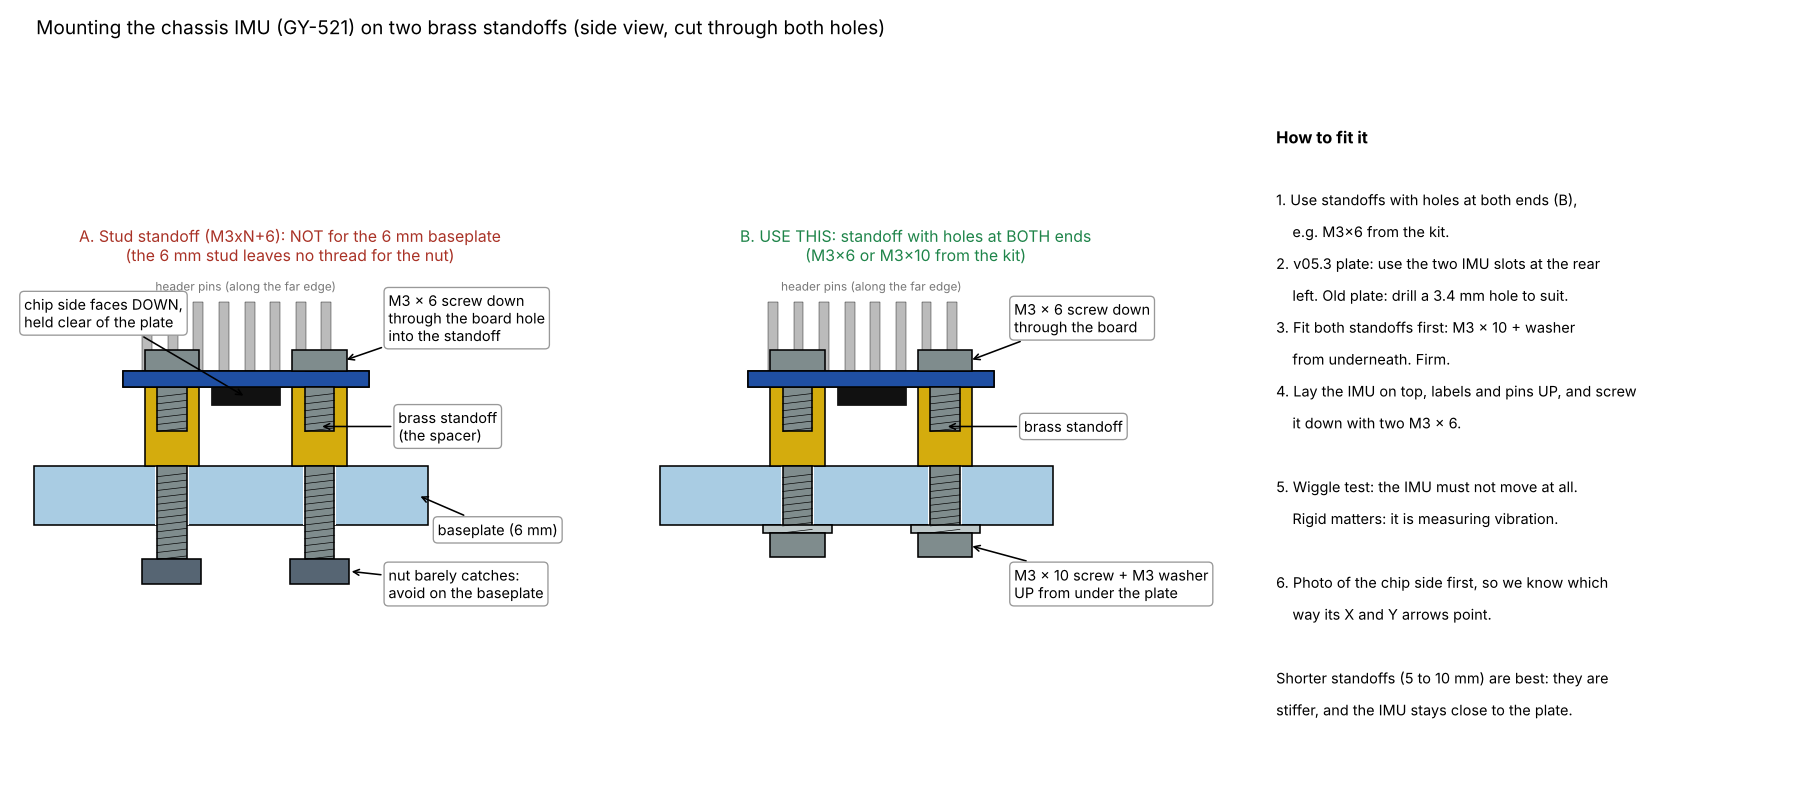 Mounting the chassis IMU (GY-521) on two brass standoffs (side view, cut through both holes)
A. Stud standoff (M3xN+6): NOT for the 6 mm baseplate
(the 6 mm stud leaves no thread for the nut)
header pins (along the far edge)
chip side faces DOWN,
held clear of the plate
M3 × 6 screw down
through the board hole
into the standoff
brass standoff
(the spacer)
baseplate (6 mm)
nut barely catches:
avoid on the baseplate
B. USE THIS: standoff with holes at BOTH ends
(M3×6 or M3×10 from the kit)
header pins (along the far edge)
M3 × 6 screw down
through the board
brass standoff
M3 × 10 screw + M3 washer
UP from under the plate
How to fit it
1. Use standoffs with holes at both ends (B),
e.g. M3×6 from the kit.
2. v05.3 plate: use the two IMU slots at the rear
left. Old plate: drill a 3.4 mm hole to suit.
3. Fit both standoffs first: M3 × 10 + washer
from underneath. Firm.
4. Lay the IMU on top, labels and pins UP, and screw
it down with two M3 × 6.
5. Wiggle test: the IMU must not move at all.
Rigid matters: it is measuring vibration.
6. Photo of the chip side first, so we know which
way its X and Y arrows point.
Shorter standoffs (5 to 10 mm) are best: they are
stiffer, and the IMU stays close to the plate.